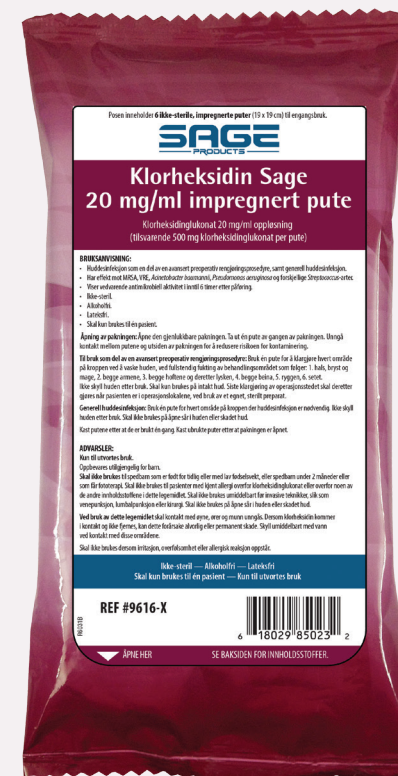 Posen inneholder 6 ikke-sterile, impregnerte puter (19 x 19 cm) til engangsbruk.
SAGE
PRODUCTS
Klorheksidin Sage
20 mg/ml impregnert pute
Klorheksidinglukonat 20 mg/ml oppløsning
(tilsvarende 500 mg klorheksidinglukonat per pute)
BRUKSANVISNING:
• Huddesinfeksjon som en del av en avansert preoperativ rengjøringsprosedyre, samt generell huddesinfeksjon.
• Har effekt mot MRSA, VRE, Acinetobacter baumannii, Pseudomonas aeruginosa og forskjellige Streptococcus-arter.
• Viser vedvarende antimikrobiell aktivitet i inntil 6 timer etter påføring.
• Ikke-steril.
• Alkoholfri.
• Lateksfri.
• Skal kun brukes til én pasient.
Åpning av pakningen: Åpne den gjenlukkbare pakningen. Ta ut én pute av gangen av pakningen. Unngå
kontakt mellom putene og utsiden av pakningen for å redusere risikoen for kontaminering.
Til bruk som del av en avansert preoperativ rengjøringsprosedyre: Bruk én pute for å klargjøre hvert område
på kroppen ved å vaske huden, ved fullstendig fukting av behandlingsområdet som følger: 1. hals, bryst og
mage, 2. begge armene, 3. begge hoftene og deretter lysken, 4. begge beina, 5. ryggen, 6. setet.
Ikke skyll huden etter bruk. Skal kun brukes på intakt hud. Siste klargjøring av operasjonsstedet skal deretter
gjøres når pasienten er i operasjonslokalene, ved bruk av et egnet, sterilt preparat.
Generell huddesinfeksjon: Bruk én pute for hvert område på kroppen der huddesinfeksjon er nødvendig. Ikke skyll
huden etter bruk. Skal ikke brukes på åpne sår i huden eller skadet hud.
Kast putene etter at de er brukt én gang. Kast ubrukte puter etter at pakningen er åpnet.
ADVARSLER:
Kun til utvortes bruk.
Oppbevares utilgjengelig for barn.
Skal ikke brukes til spedbarn som er født for tidlig eller med lav fødselsvekt, eller spedbarn under 2 måneder eller
som får fototerapi. Skal ikke brukes til pasienter med kjent allergi overfor klorheksidinglukonat eller overfor noen av
de andre innholdsstoffene i dette legemidlet. Skal ikke brukes umiddelbart før invasive teknikker, slik som
venepunksjon, lumbalpunksjon eller kirurgi. Skal ikke brukes på åpne sår i huden eller skadet hud.
Ved bruk av dette legemidlet skal kontakt med øyne, ører og munn unngås. Dersom klorheksidin kommer
i kontakt og ikke fjernes, kan dette forårsake alvorlig eller permanent skade. Skyll umiddelbart med vann
ved kontakt med disse områdene.
Skal ikke brukes dersom irritasjon, overfølsomhet eller allergisk reaksjon oppstår.
Ikke-steril — Alkoholfri — Lateksfri
Skal kun brukes til én pasient — Kun til utvortes bruk
REF #9616-X
R6031B
6 18029 85023 2
ÅPNE HER
SE BAKSIDEN FOR INNHOLDSSTOFFER.